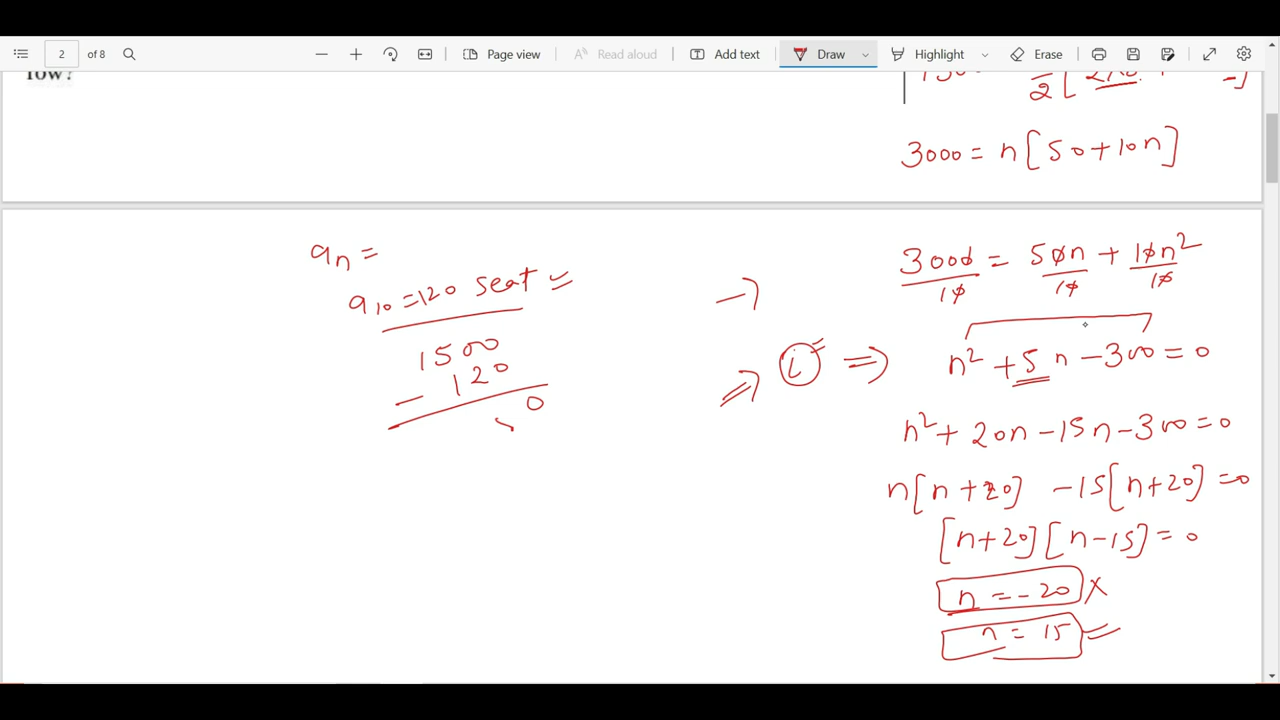 2 of 8 Page view Read aloud Add text Draw Highlight Erase
row?
3000 = n[50+10n]
aₙ =
a₁₀ = 120 seat
1500
- 120
0
3000/10 = 50n/10 + 10n²/10
i ⇒ n² + 5n - 300 = 0
n² + 20n - 15n - 300 = 0
n[n+20] - 15[n+20] = 0
[n+20][n-15] = 0
n = -20 ×
n = 15